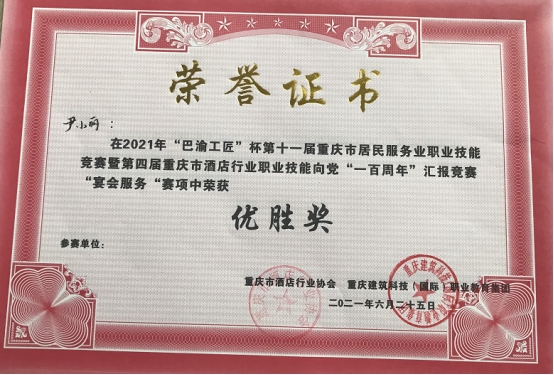 荣誉证书
尹小丽：
在2021年“巴渝工匠”杯第十一届重庆市居民服务业职业技能
竞赛暨第四届重庆市酒店行业职业技能向党“一百周年”汇报竞赛
“宴会服务“赛项中荣获
优胜奖
参赛单位：
重庆市酒店行业协会 重庆建筑科技（国际）职业教育集团
二〇二一年六月二十五日